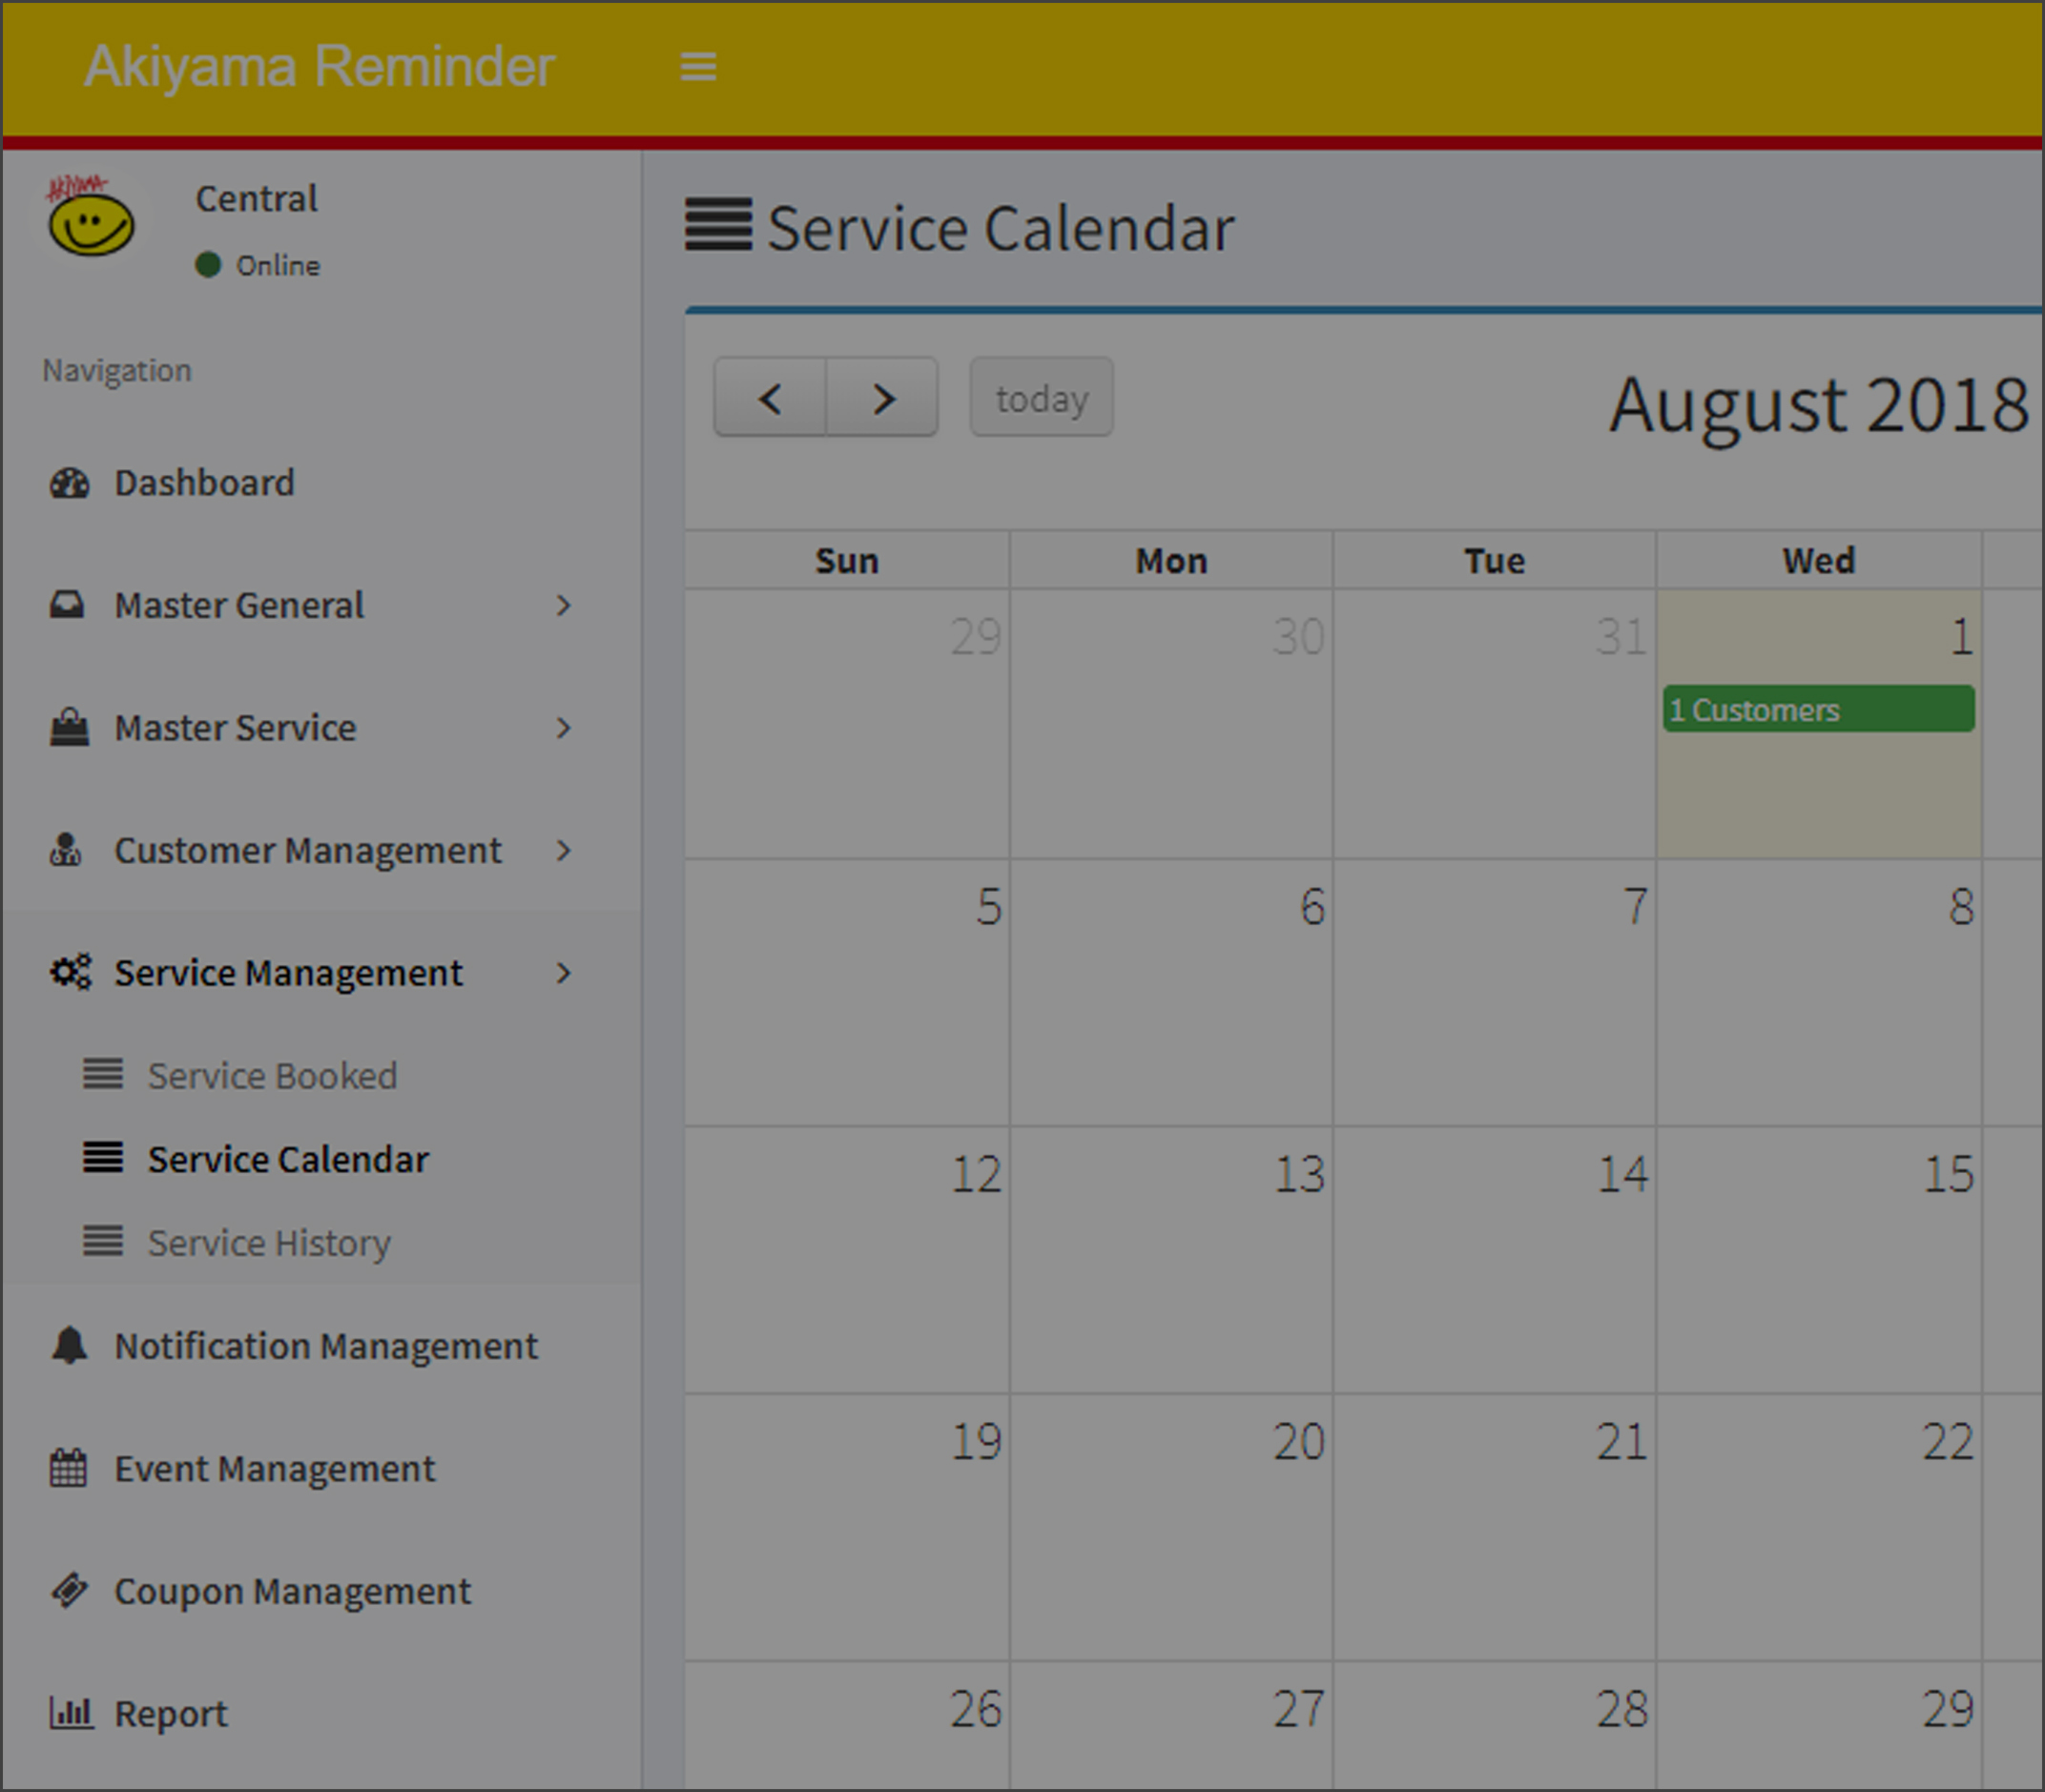 Akiyama Reminder
AKIYAMA
Central
Online
Navigation
Dashboard
Master General
Master Service
Customer Management
Service Management
Service Booked
Service Calendar
Service History
Notification Management
Event Management
Coupon Management
Report
Service Calendar
today
August 2018
Sun Mon Tue Wed
29 30 31 1
1 Customers
5 6 7 8
12 13 14 15
19 20 21 22
26 27 28 29